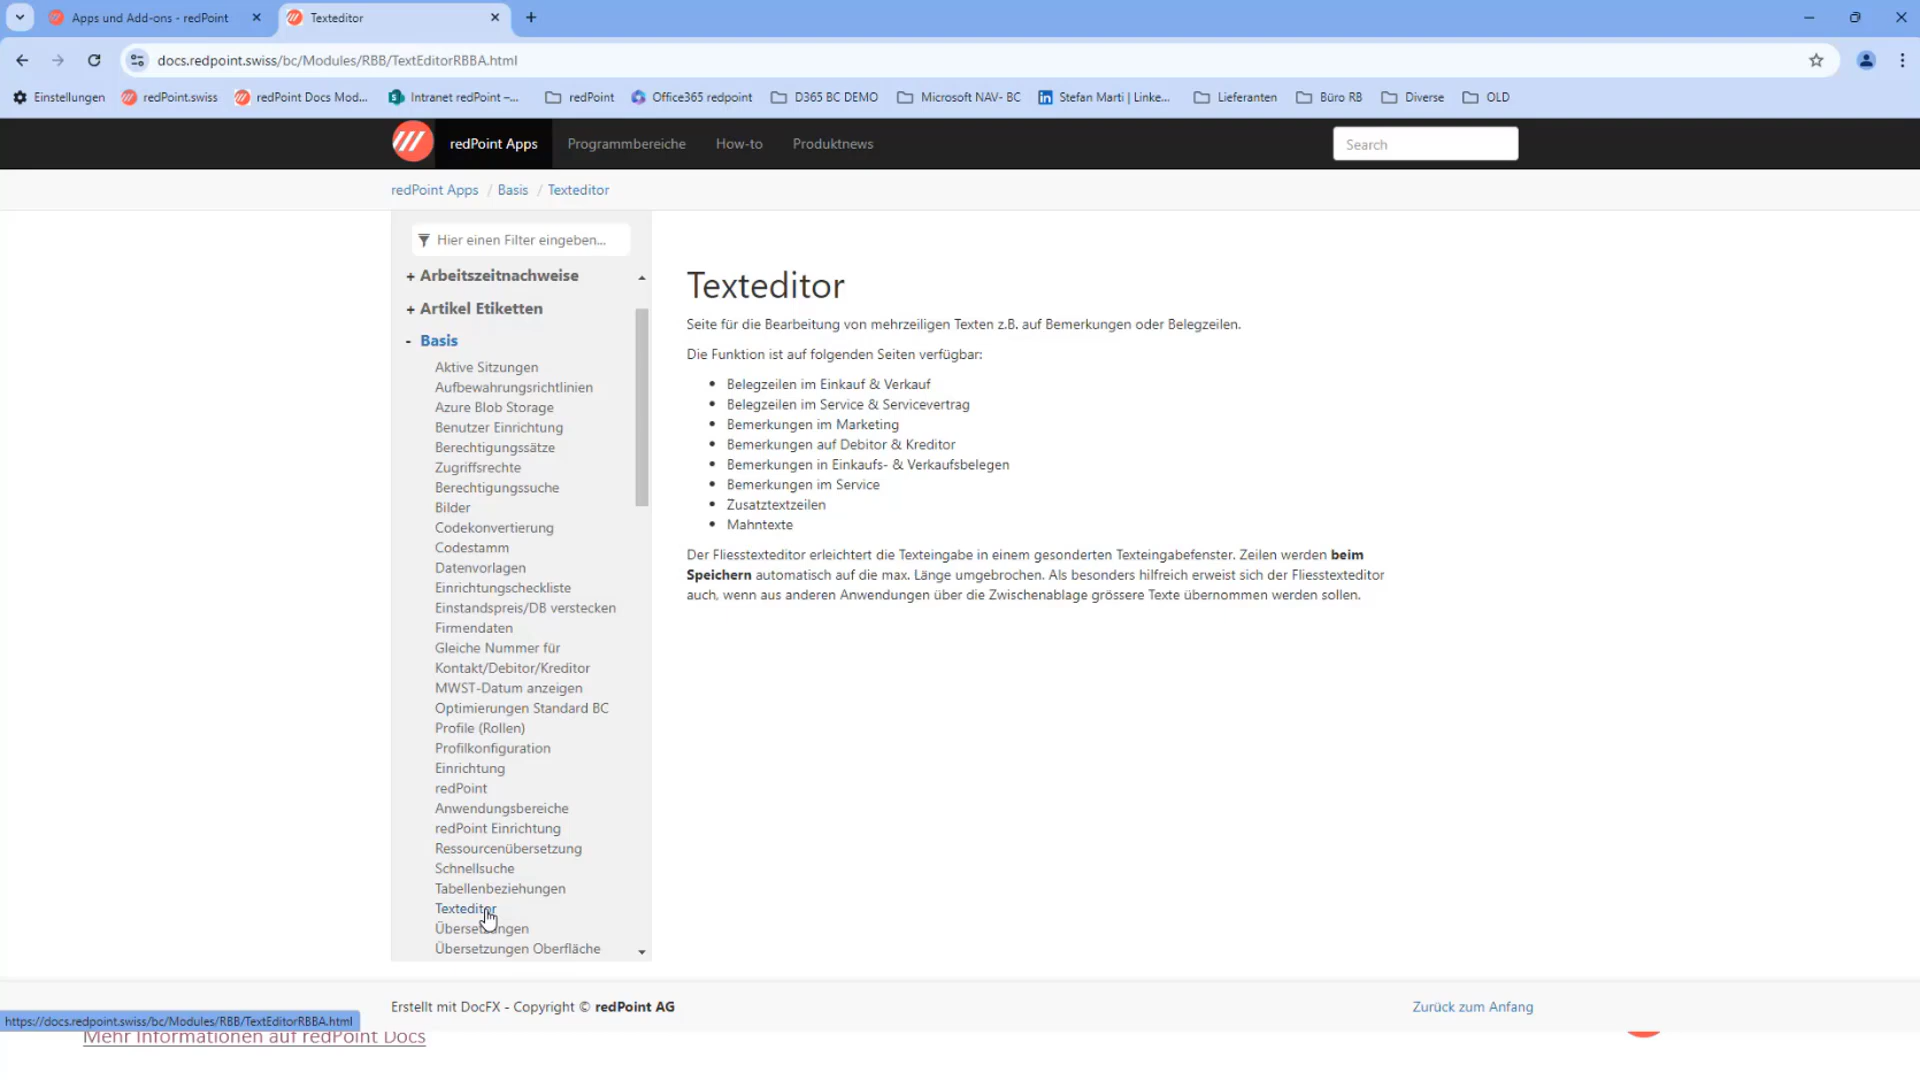 Apps und Add-ons - redPoint
Texteditor
docs.redpoint.swiss/bc/Modules/RBB/TextEditorRBBA.html
Einstellungen
redPoint.swiss
redPoint Docs Mod...
Intranet redPoint –...
redPoint
Office365 redpoint
D365 BC DEMO
Microsoft NAV- BC
Stefan Marti | Linke...
Lieferanten
Büro RB
Diverse
OLD
redPoint Apps
Programmbereiche
How-to
Produktnews
Search
redPoint Apps / Basis / Texteditor
Hier einen Filter eingeben...
+ Arbeitszeitnachweise
+ Artikel Etiketten
- Basis
Aktive Sitzungen
Aufbewahrungsrichtlinien
Azure Blob Storage
Benutzer Einrichtung
Berechtigungssätze
Zugriffsrechte
Berechtigungssuche
Bilder
Codekonvertierung
Codestamm
Datenvorlagen
Einrichtungscheckliste
Einstandspreis/DB verstecken
Firmendaten
Gleiche Nummer für
Kontakt/Debitor/Kreditor
MWST-Datum anzeigen
Optimierungen Standard BC
Profile (Rollen)
Profilkonfiguration
Einrichtung
redPoint
Anwendungsbereiche
redPoint Einrichtung
Ressourcenübersetzung
Schnellsuche
Tabellenbeziehungen
Texteditor
Übersetzungen
Übersetzungen Oberfläche
Texteditor
Seite für die Bearbeitung von mehrzeiligen Texten z.B. auf Bemerkungen oder Belegzeilen.
Die Funktion ist auf folgenden Seiten verfügbar:
• Belegzeilen im Einkauf & Verkauf
• Belegzeilen im Service & Servicevertrag
• Bemerkungen im Marketing
• Bemerkungen auf Debitor & Kreditor
• Bemerkungen in Einkaufs- & Verkaufsbelegen
• Bemerkungen im Service
• Zusatztextzeilen
• Mahntexte
Der Fliesstexteditor erleichtert die Texteingabe in einem gesonderten Texteingabefenster. Zeilen werden beim
Speichern automatisch auf die max. Länge umgebrochen. Als besonders hilfreich erweist sich der Fliesstexteditor
auch, wenn aus anderen Anwendungen über die Zwischenablage grössere Texte übernommen werden sollen.
Erstellt mit DocFX - Copyright © redPoint AG
Zurück zum Anfang
https://docs.redpoint.swiss/bc/Modules/RBB/TextEditorRBBA.html
Mehr Informationen auf redPoint Docs